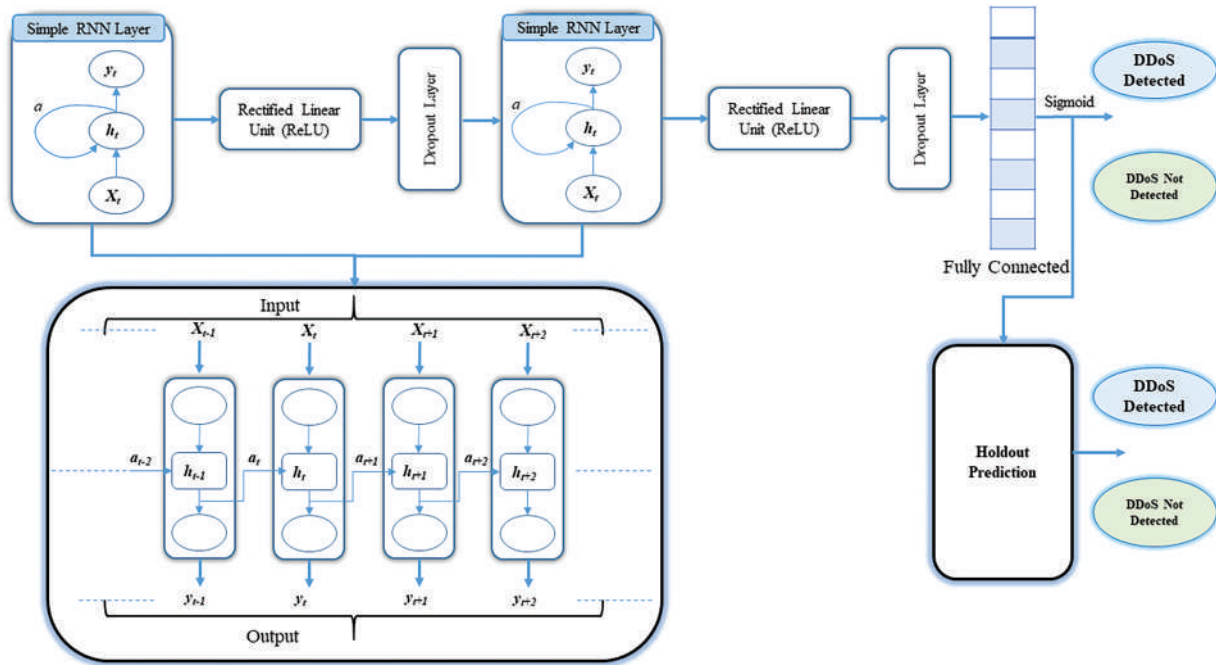 Simple RNN Layer
y_t
a
h_t
X_t
Rectified Linear
Unit (ReLU)
Dropout Layer
Simple RNN Layer
y_t
a
h_t
X_t
Rectified Linear
Unit (ReLU)
Dropout Layer
Fully Connected
Sigmoid
DDoS
Detected
DDoS Not
Detected
Input
X_t-1
X_t
X_t+1
X_t+2
a_t-2
h_t-1
a_t
h_t
a_t+1
h_t+1
a_t+2
h_t+2
y_t-1
y_t
y_t+1
y_t+2
Output
Holdout
Prediction
DDoS
Detected
DDoS Not
Detected